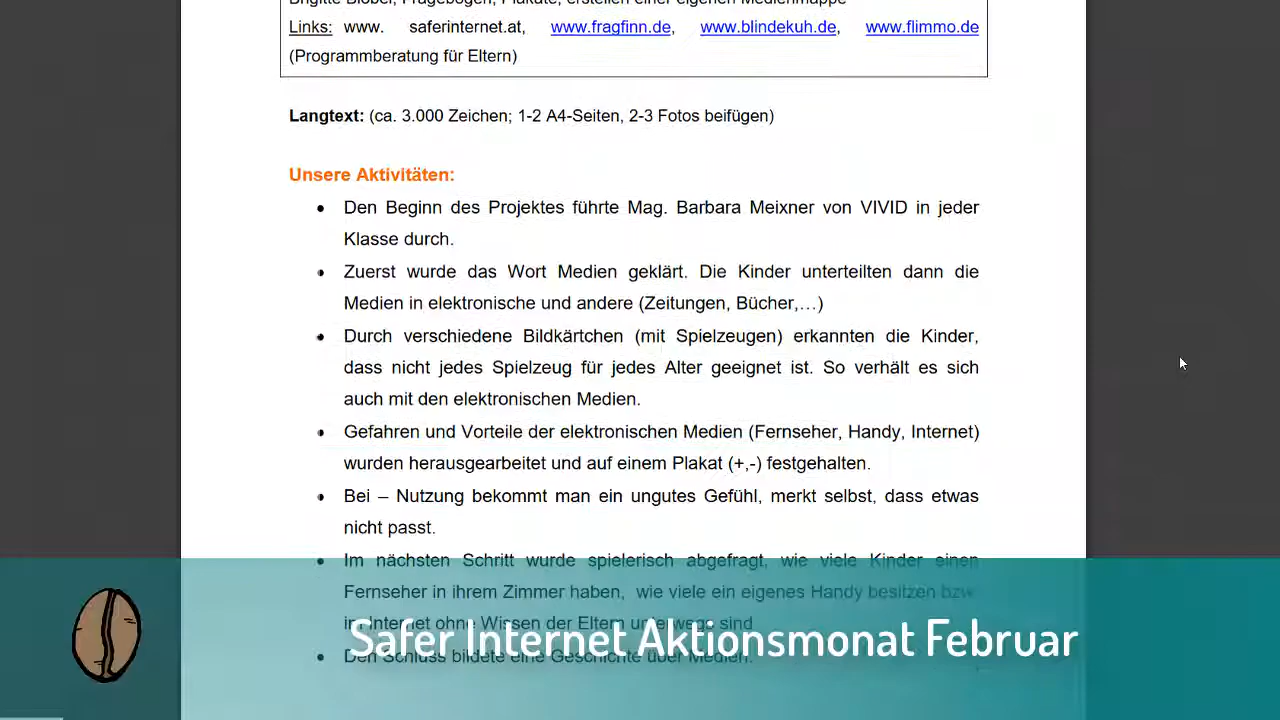 Brigitte Blobel, Fragebögen, Plakate, erstellen einer eigenen Medienmappe
Links: www. saferinternet.at, www.fragfinn.de, www.blindekuh.de, www.flimmo.de
(Programmberatung für Eltern)
Langtext: (ca. 3.000 Zeichen; 1-2 A4-Seiten, 2-3 Fotos beifügen)
Unsere Aktivitäten:
• Den Beginn des Projektes führte Mag. Barbara Meixner von VIVID in jeder
Klasse durch.
• Zuerst wurde das Wort Medien geklärt. Die Kinder unterteilten dann die
Medien in elektronische und andere (Zeitungen, Bücher,…)
• Durch verschiedene Bildkärtchen (mit Spielzeugen) erkannten die Kinder,
dass nicht jedes Spielzeug für jedes Alter geeignet ist. So verhält es sich
auch mit den elektronischen Medien.
• Gefahren und Vorteile der elektronischen Medien (Fernseher, Handy, Internet)
wurden herausgearbeitet und auf einem Plakat (+,-) festgehalten.
• Bei – Nutzung bekommt man ein ungutes Gefühl, merkt selbst, dass etwas
nicht passt.
• Im nächsten Schritt wurde spielerisch abgefragt, wie viele Kinder einen
Fernseher in ihrem Zimmer haben, wie viele ein eigenes Handy besitzen bzw.
im Internet ohne Wissen der Eltern unterwegs sind
• Den Schluss bildete eine Geschichte über Medien.
Safer Internet Aktionsmonat Februar